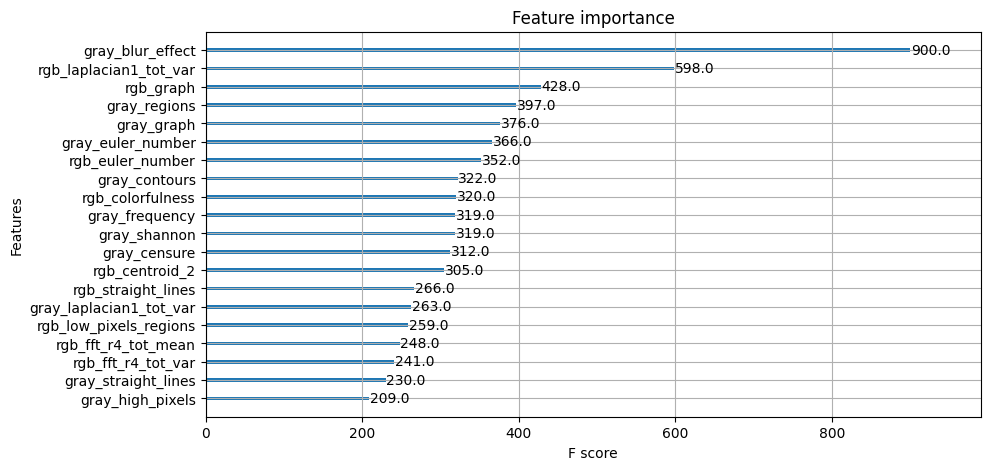 Feature importance
Features
gray_blur_effect 900.0
rgb_laplacian1_tot_var 598.0
rgb_graph 428.0
gray_regions 397.0
gray_graph 376.0
gray_euler_number 366.0
rgb_euler_number 352.0
gray_contours 322.0
rgb_colorfulness 320.0
gray_frequency 319.0
gray_shannon 319.0
gray_censure 312.0
rgb_centroid_2 305.0
rgb_straight_lines 266.0
gray_laplacian1_tot_var 263.0
rgb_low_pixels_regions 259.0
rgb_fft_r4_tot_mean 248.0
rgb_fft_r4_tot_var 241.0
gray_straight_lines 230.0
gray_high_pixels 209.0
0 200 400 600 800
F score